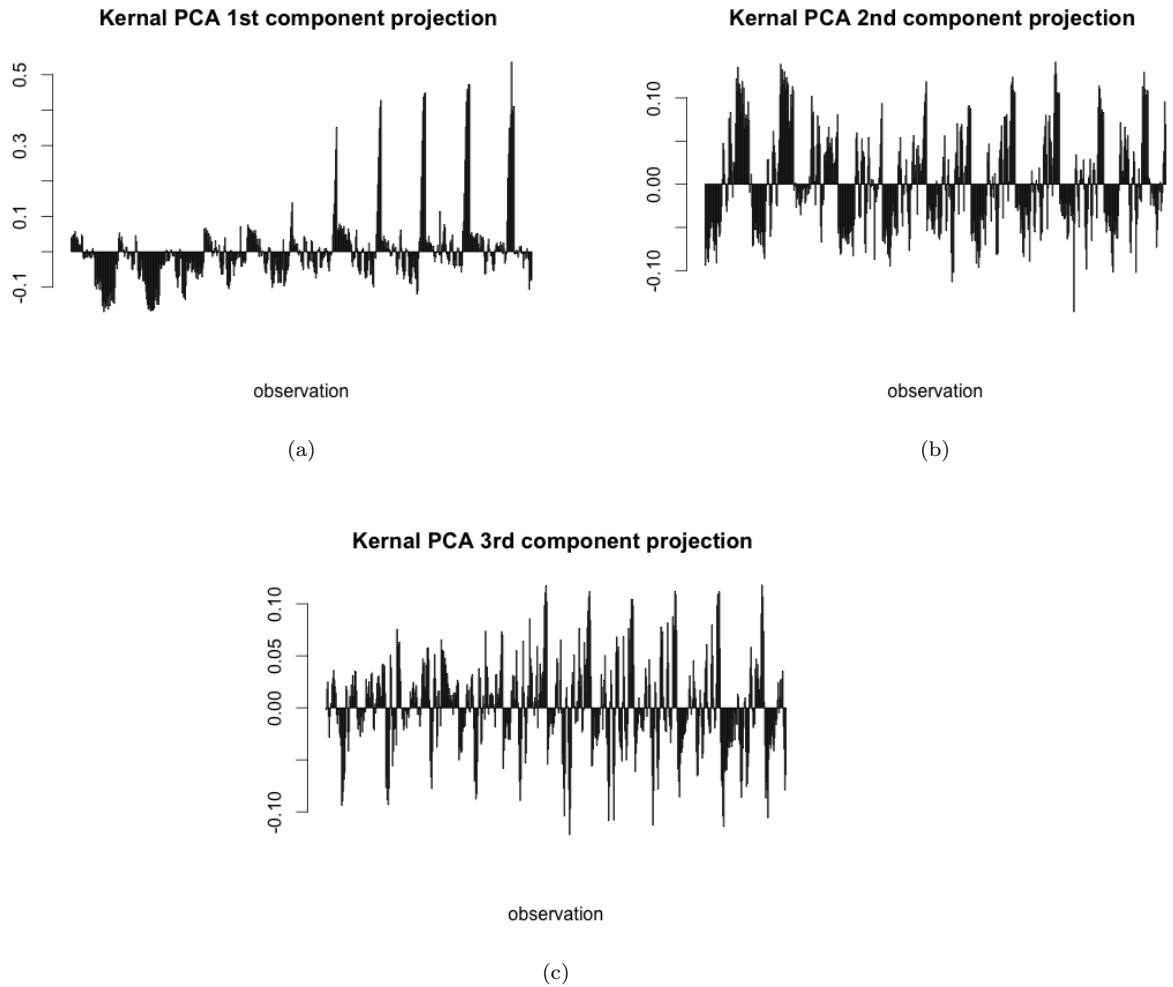 Kernal PCA 1st component projection
0.5
0.3
0.1
-0.1
observation
(a)
Kernal PCA 2nd component projection
0.10
0.00
-0.10
observation
(b)
Kernal PCA 3rd component projection
0.10
0.05
0.00
-0.10
observation
(c)